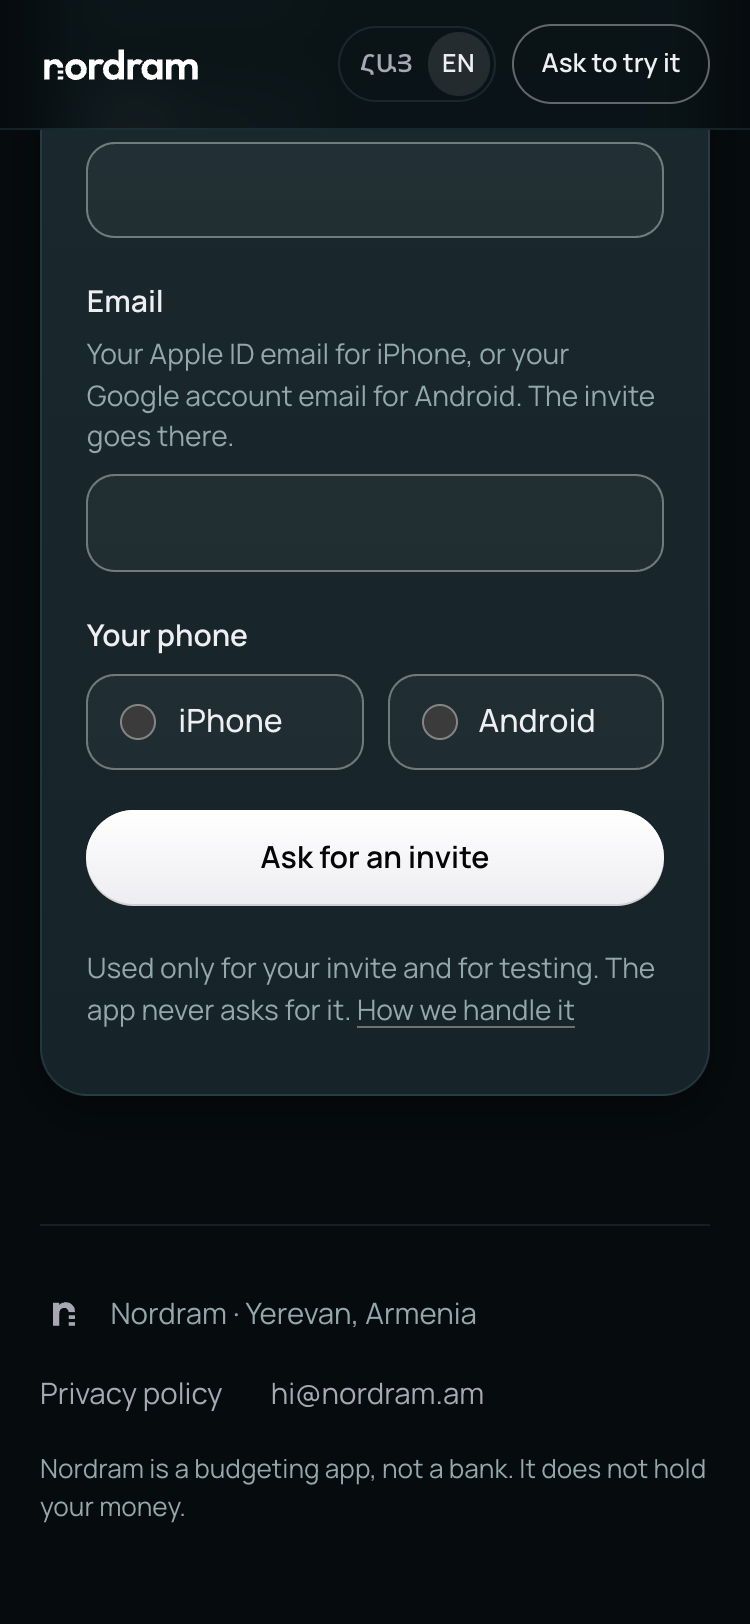 nordram
ՀԱՅ
EN
Ask to try it
Email
Your Apple ID email for iPhone, or your
Google account email for Android. The invite
goes there.
Your phone
iPhone
Android
Ask for an invite
Used only for your invite and for testing. The
app never asks for it. How we handle it
n
Nordram · Yerevan, Armenia
Privacy policy
hi@nordram.am
Nordram is a budgeting app, not a bank. It does not hold
your money.